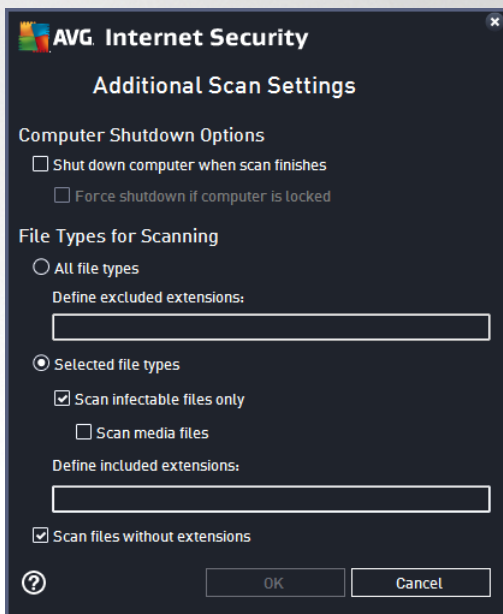 AVG. Internet Security
Additional Scan Settings
Computer Shutdown Options
Shut down computer when scan finishes
Force shutdown if computer is locked
File Types for Scanning
All file types
Define excluded extensions:
Selected file types
Scan infectable files only
Scan media files
Define included extensions:
Scan files without extensions
OK
Cancel